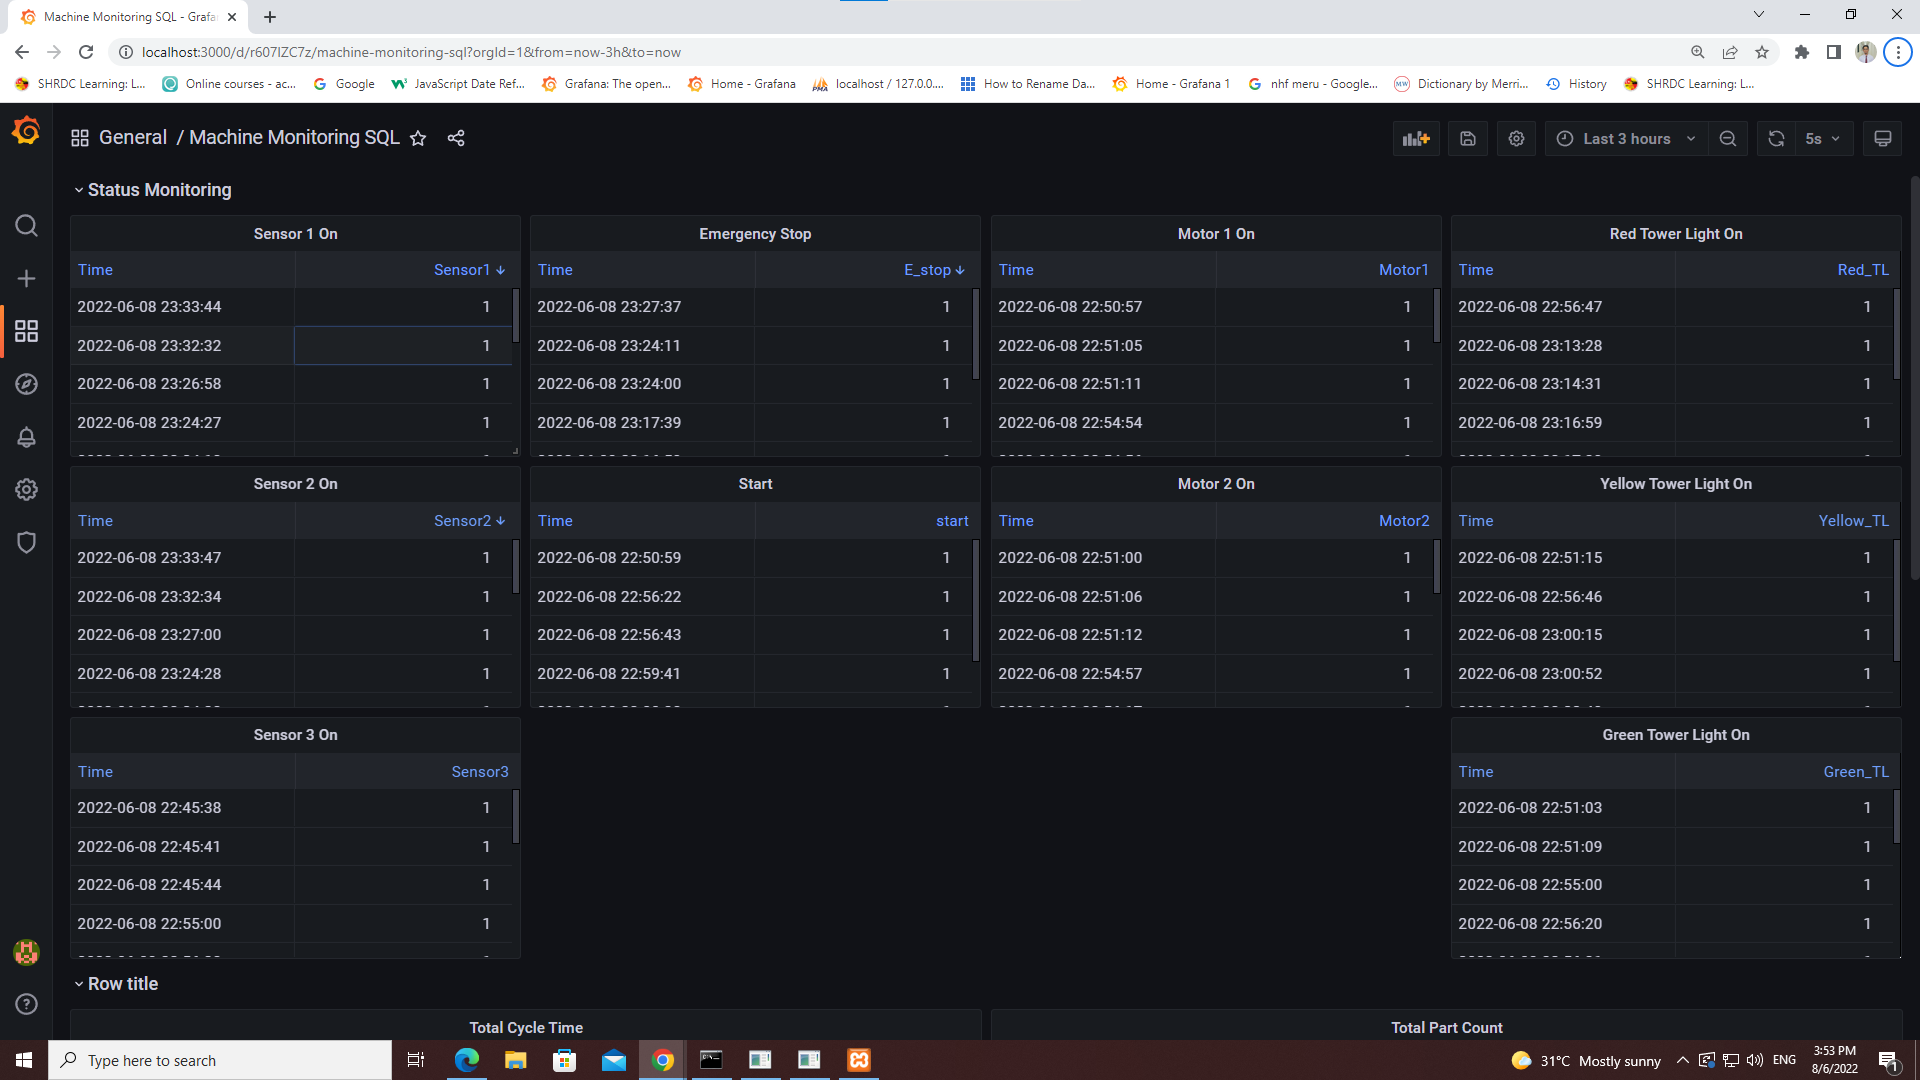 Machine Monitoring SQL - Grafa
localhost:3000/d/r607lZC7z/machine-monitoring-sql?orgId=1&from=now-3h&to=now
SHRDC Learning: L... Online courses - ac... Google JavaScript Date Ref... Grafana: The open... Home - Grafana localhost / 127.0.0.... How to Rename Da... Home - Grafana 1 nhf meru - Google... Dictionary by Merri... History SHRDC Learning: L...
General / Machine Monitoring SQL Last 3 hours 5s
Status Monitoring
Sensor 1 On
Time Sensor1
2022-06-08 23:33:44 1
2022-06-08 23:32:32 1
2022-06-08 23:26:58 1
2022-06-08 23:24:27 1
Emergency Stop
Time E_stop
2022-06-08 23:27:37 1
2022-06-08 23:24:11 1
2022-06-08 23:24:00 1
2022-06-08 23:17:39 1
Motor 1 On
Time Motor1
2022-06-08 22:50:57 1
2022-06-08 22:51:05 1
2022-06-08 22:51:11 1
2022-06-08 22:54:54 1
Red Tower Light On
Time Red_TL
2022-06-08 22:56:47 1
2022-06-08 23:13:28 1
2022-06-08 23:14:31 1
2022-06-08 23:16:59 1
Sensor 2 On
Time Sensor2
2022-06-08 23:33:47 1
2022-06-08 23:32:34 1
2022-06-08 23:27:00 1
2022-06-08 23:24:28 1
Start
Time start
2022-06-08 22:50:59 1
2022-06-08 22:56:22 1
2022-06-08 22:56:43 1
2022-06-08 22:59:41 1
Motor 2 On
Time Motor2
2022-06-08 22:51:00 1
2022-06-08 22:51:06 1
2022-06-08 22:51:12 1
2022-06-08 22:54:57 1
Yellow Tower Light On
Time Yellow_TL
2022-06-08 22:51:15 1
2022-06-08 22:56:46 1
2022-06-08 23:00:15 1
2022-06-08 23:00:52 1
Sensor 3 On
Time Sensor3
2022-06-08 22:45:38 1
2022-06-08 22:45:41 1
2022-06-08 22:45:44 1
2022-06-08 22:55:00 1
Green Tower Light On
Time Green_TL
2022-06-08 22:51:03 1
2022-06-08 22:51:09 1
2022-06-08 22:55:00 1
2022-06-08 22:56:20 1
Row title
Total Cycle Time
Total Part Count
Type here to search
31°C Mostly sunny ENG
3:53 PM
8/6/2022
1